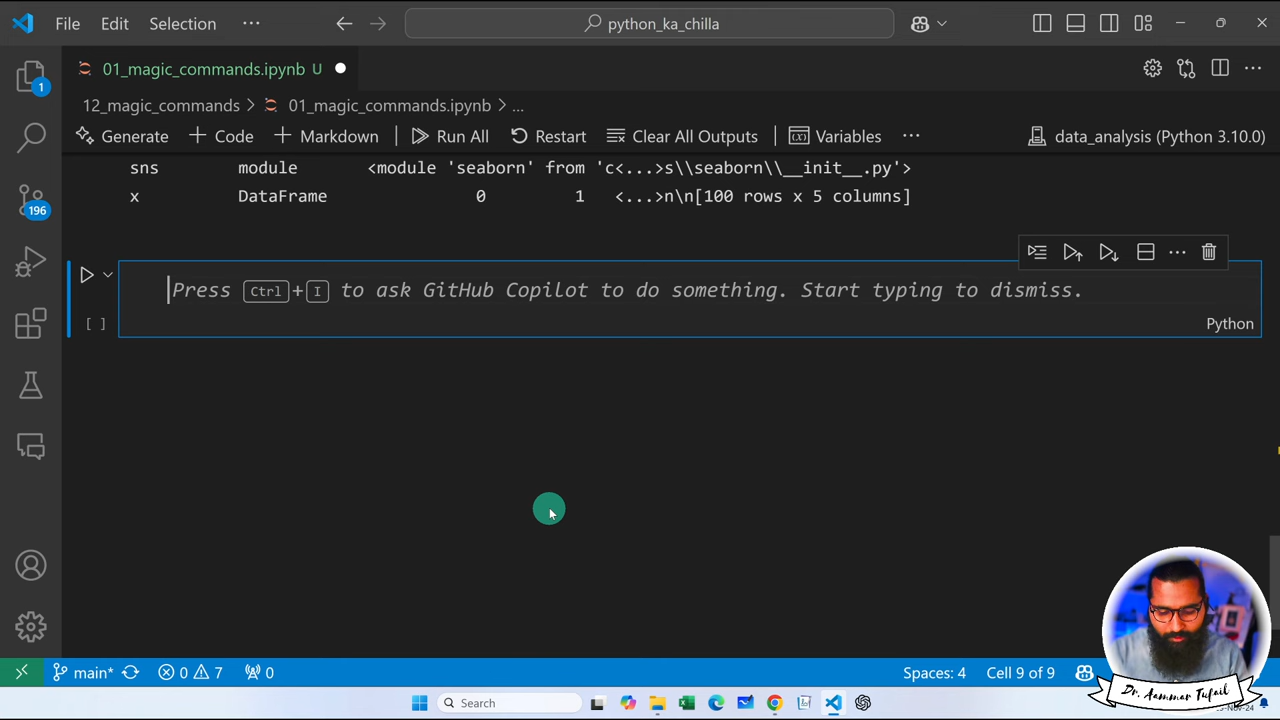 File Edit Selection ··· python_ka_chilla
01_magic_commands.ipynb U
12_magic_commands > 01_magic_commands.ipynb > ...
Generate + Code + Markdown Run All Restart Clear All Outputs Variables ··· data_analysis (Python 3.10.0)
sns module <module 'seaborn' from 'c<...>s\\seaborn\\__init__.py'>
x DataFrame 0 1 <...>n\n[100 rows x 5 columns]
1
Press Ctrl+I to ask GitHub Copilot to do something. Start typing to dismiss.
196
[ ] Python
main* 0 7 0 Spaces: 4 Cell 9 of 9
Dr. Aammar Tufail
Search